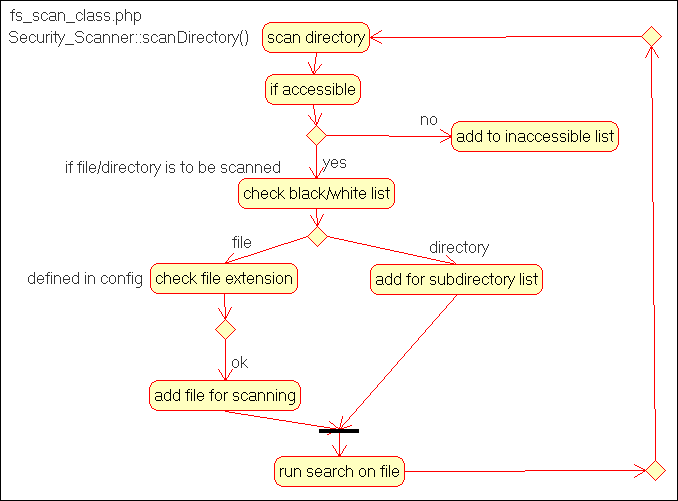 fs_scan_class.php
Security_Scanner::scanDirectory()
scan directory
if accessible
no
add to inaccessible list
if file/directory is to be scanned
yes
check black/white list
file
directory
defined in config
check file extension
add for subdirectory list
ok
add file for scanning
run search on file